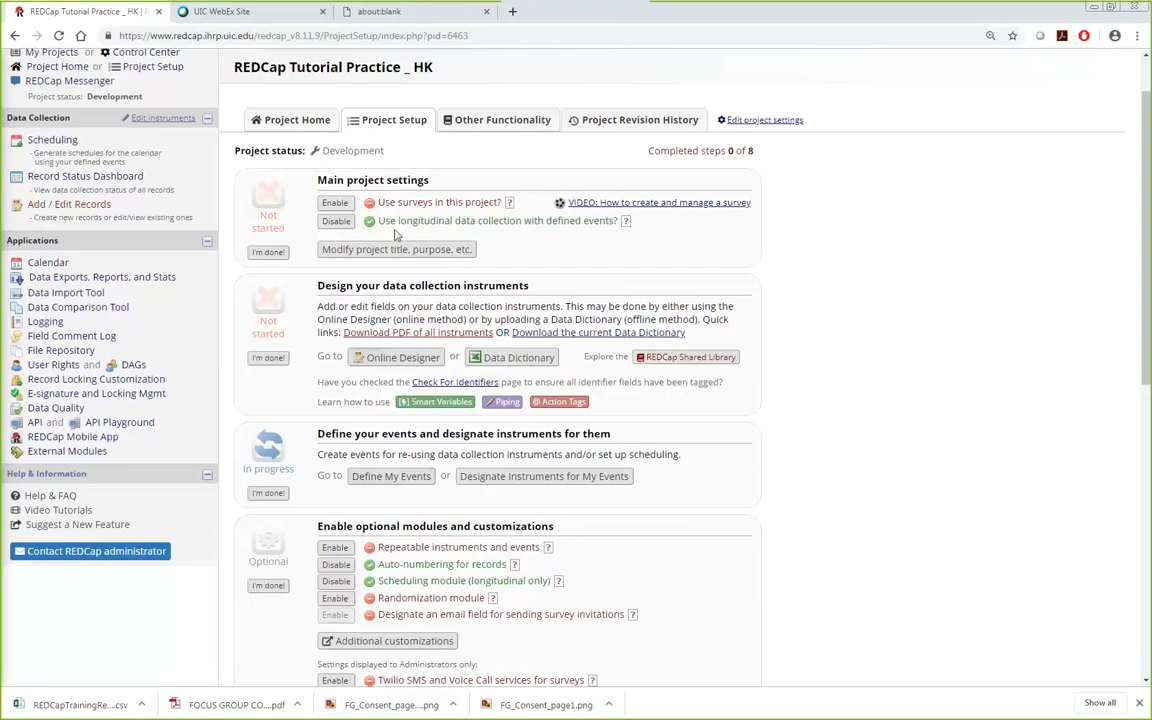 REDCap Tutorial Practice _ HK |
UIC WebEx Site
about:blank
https://www.redcap.ihrp.uic.edu/redcap_v8.11.9/ProjectSetup/index.php?pid=6463
My Projects or Control Center
Project Home or Project Setup
REDCap Messenger
Project status: Development
Data Collection Edit instruments
Scheduling
- Generate schedules for the calendar
using your defined events
Record Status Dashboard
- View data collection status of all records
Add / Edit Records
- Create new records or edit/view existing ones
Applications
Calendar
Data Exports, Reports, and Stats
Data Import Tool
Data Comparison Tool
Logging
Field Comment Log
File Repository
User Rights and DAGs
Record Locking Customization
E-signature and Locking Mgmt
Data Quality
API and API Playground
REDCap Mobile App
External Modules
Help & Information
Help & FAQ
Video Tutorials
Suggest a New Feature
Contact REDCap administrator
REDCap Tutorial Practice _ HK
Project Home
Project Setup
Other Functionality
Project Revision History
Edit project settings
Project status: Development
Completed steps 0 of 8
Not
started
I'm done!
Main project settings
Enable Use surveys in this project? ? VIDEO: How to create and manage a survey
Disable Use longitudinal data collection with defined events? ?
Modify project title, purpose, etc.
Not
started
I'm done!
Design your data collection instruments
Add or edit fields on your data collection instruments. This may be done by either using the
Online Designer (online method) or by uploading a Data Dictionary (offline method). Quick
links: Download PDF of all instruments OR Download the current Data Dictionary
Go to Online Designer or Data Dictionary Explore the REDCap Shared Library
Have you checked the Check For Identifiers page to ensure all identifier fields have been tagged?
Learn how to use [$] Smart Variables Piping @ Action Tags
In progress
I'm done!
Define your events and designate instruments for them
Create events for re-using data collection instruments and/or set up scheduling.
Go to Define My Events or Designate Instruments for My Events
Optional
I'm done!
Enable optional modules and customizations
Enable Repeatable instruments and events ?
Disable Auto-numbering for records ?
Disable Scheduling module (longitudinal only) ?
Enable Randomization module ?
Enable Designate an email field for sending survey invitations ?
Additional customizations
Settings displayed to Administrators only:
Enable Twilio SMS and Voice Call services for surveys ?
REDCapTrainingRe....csv
FOCUS GROUP CO....pdf
FG_Consent_page....png
FG_Consent_page1.png
Show all